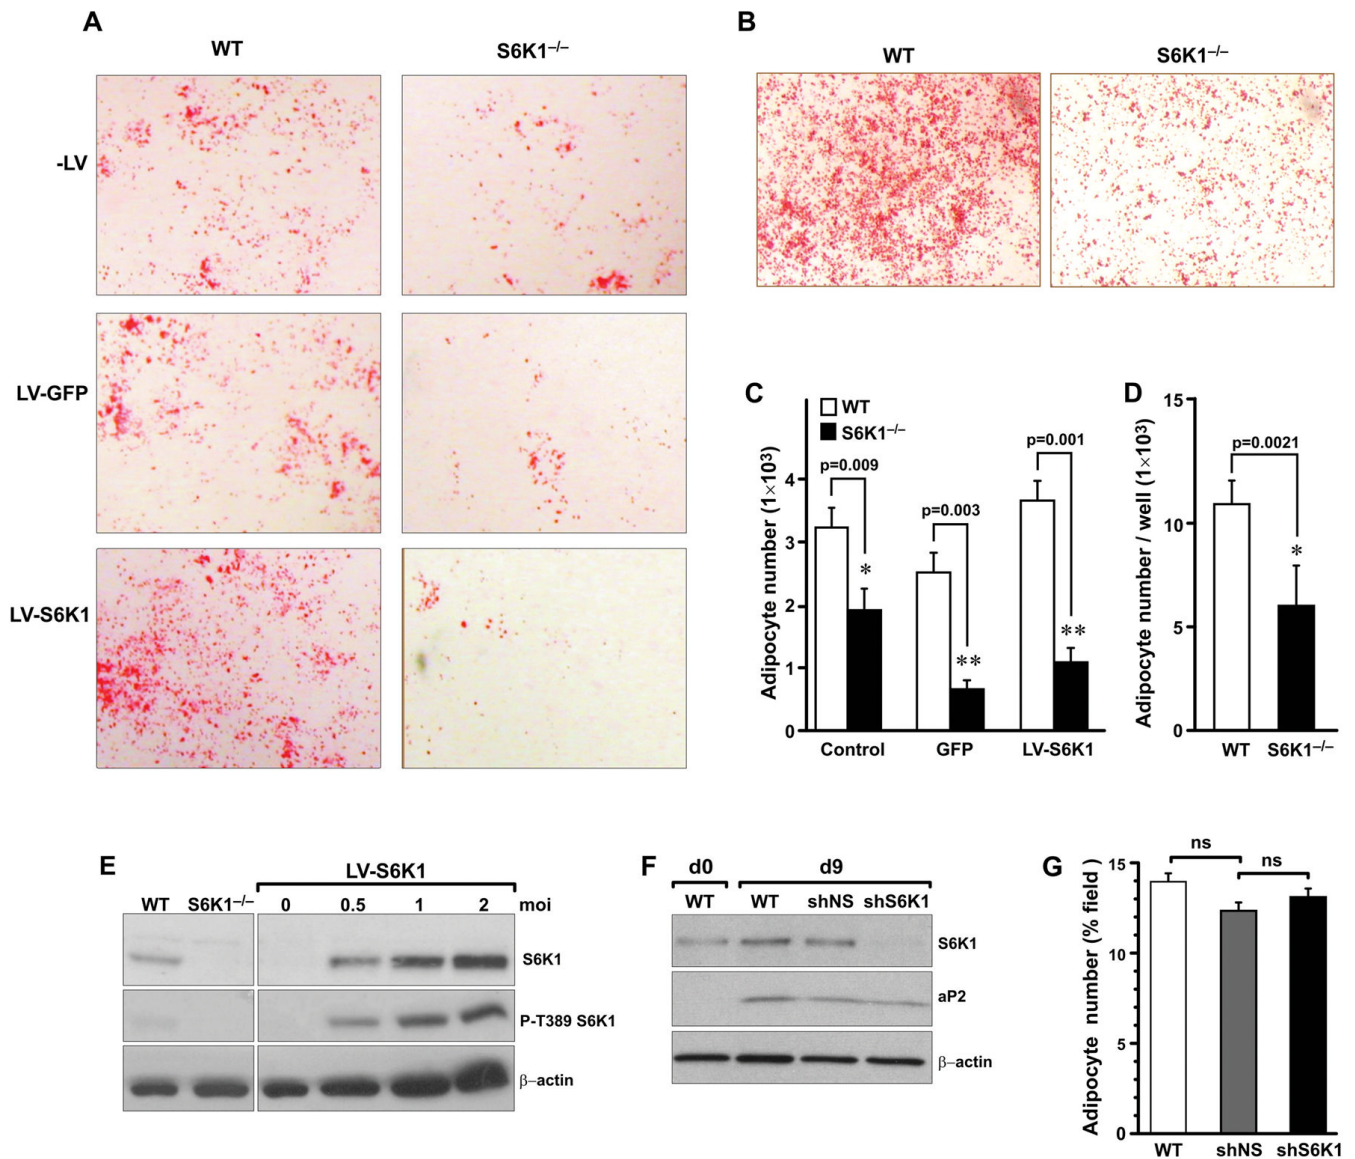 A
WT
S6K1–/–
-LV
LV-GFP
LV-S6K1
B
WT
S6K1–/–
C
WT
S6K1–/–
Adipocyte number (1×10³)
4
3
2
1
0
p=0.009
*
p=0.003
**
p=0.001
**
Control
GFP
LV-S6K1
D
Adipocyte number / well (1×10³)
15
10
5
0
p=0.0021
*
WT
S6K1–/–
E
LV-S6K1
WT
S6K1–/–
0
0.5
1
2
moi
S6K1
P-T389 S6K1
β–actin
F
d0
d9
WT
WT
shNS
shS6K1
S6K1
aP2
β–actin
G
Adipocyte number (% field )
15
10
5
0
ns
ns
WT
shNS
shS6K1